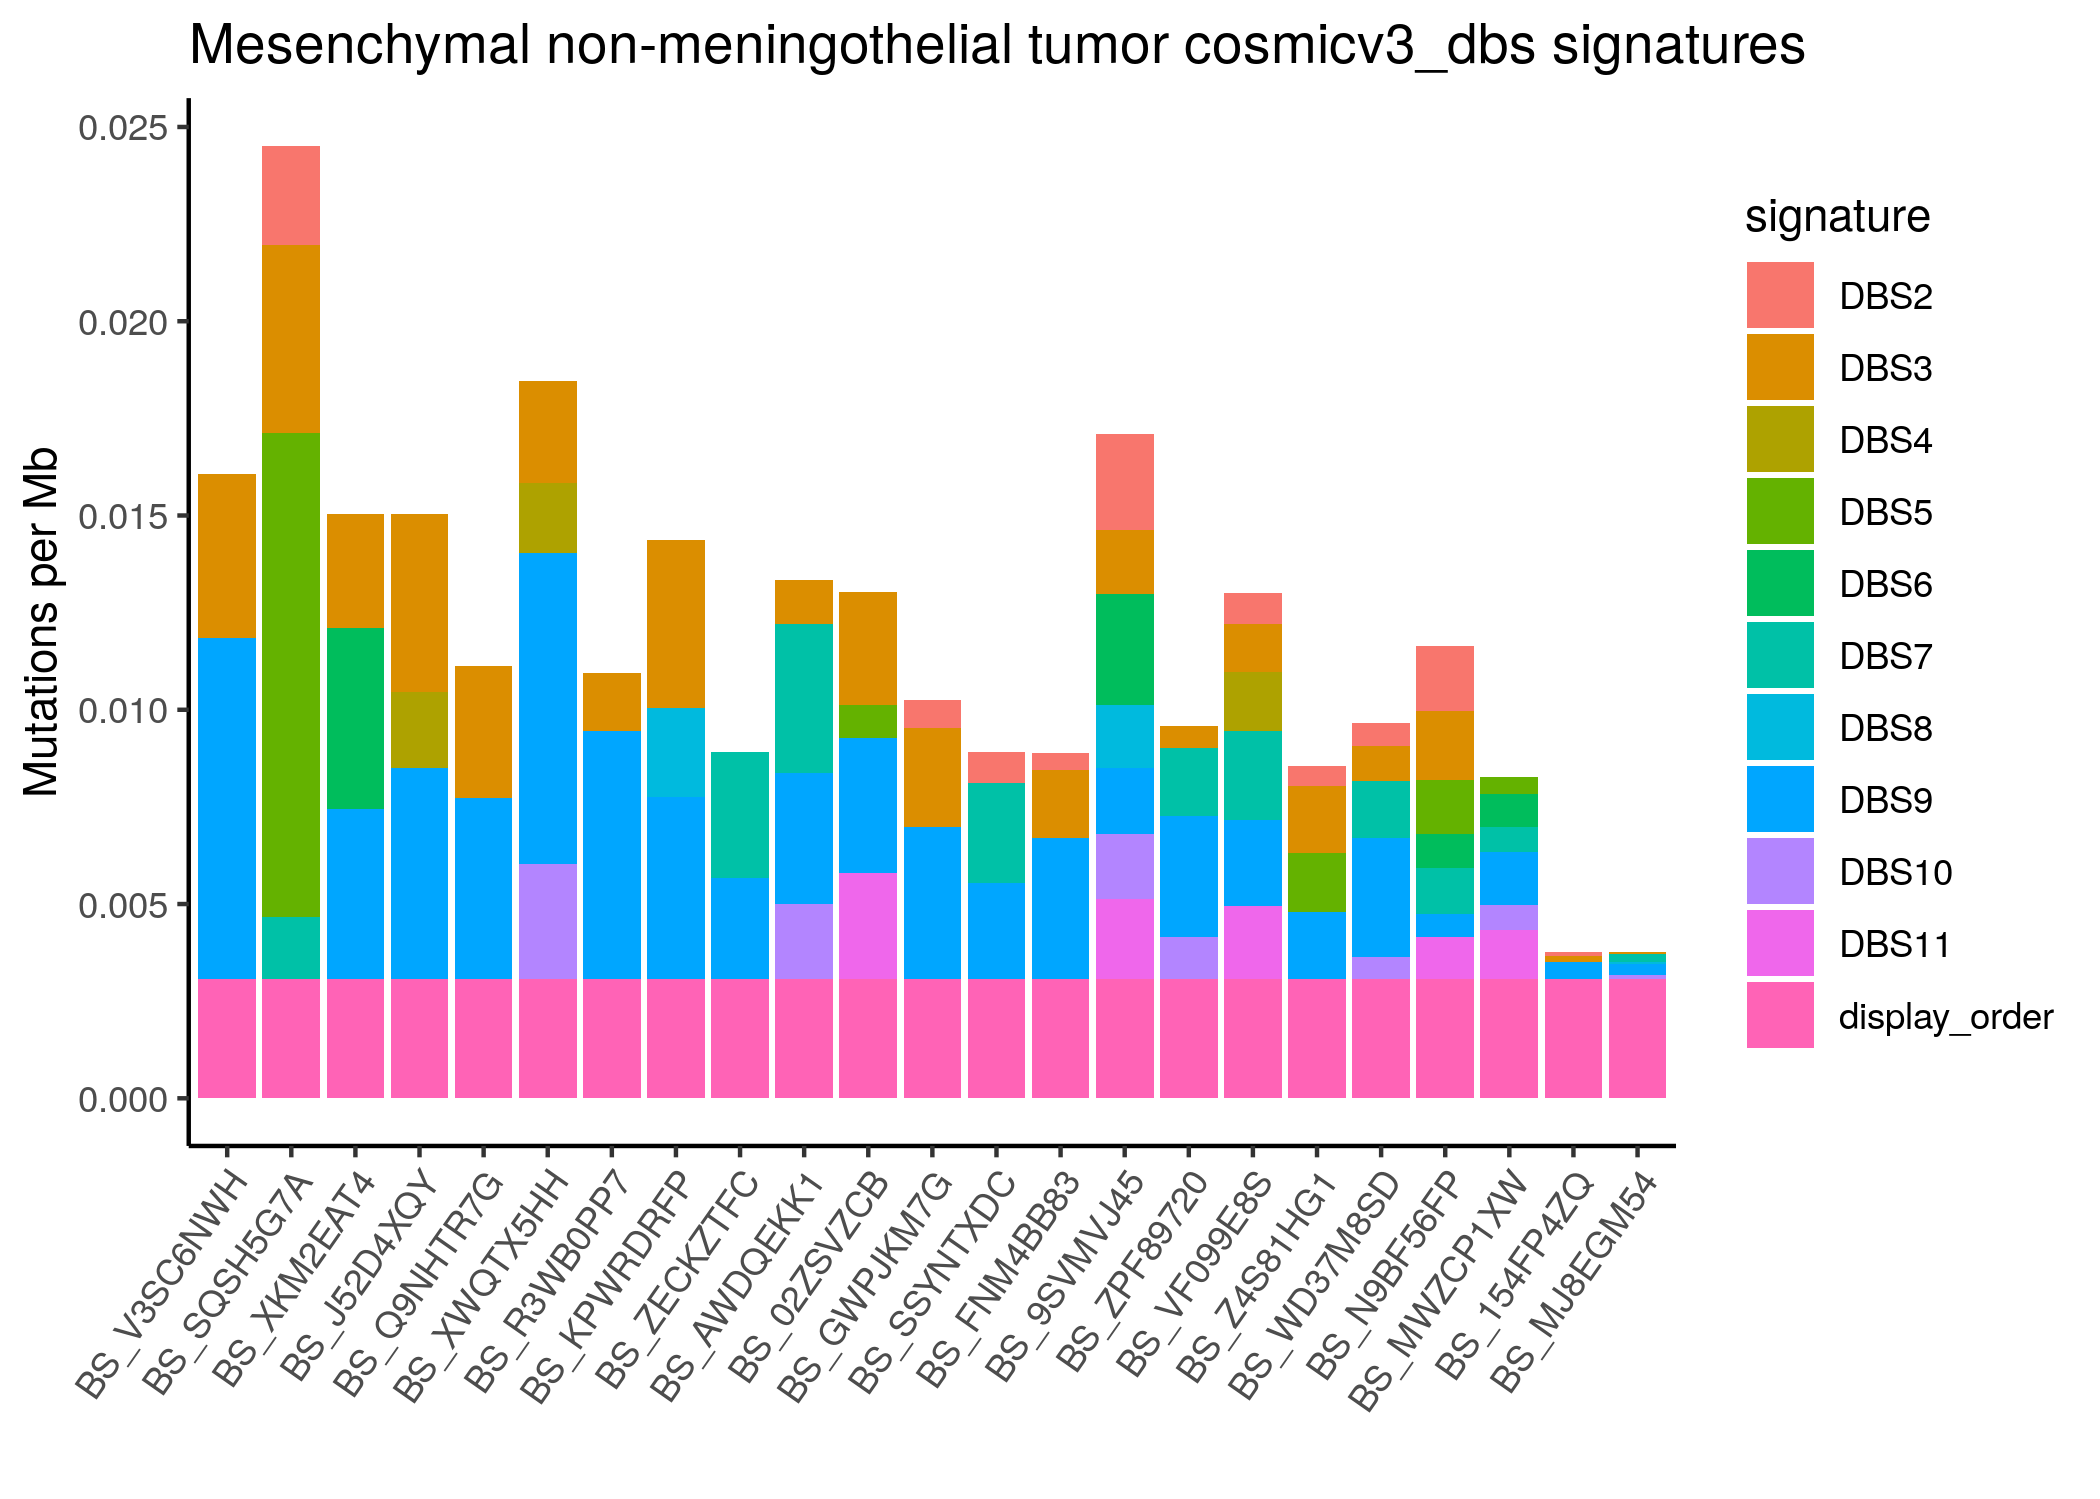 Mesenchymal non-meningothelial tumor cosmicv3_dbs signatures
Mutations per Mb
0.025
0.020
0.015
0.010
0.005
0.000
BS_V3SC6NWH
BS_SQSH5G7A
BS_XKM2EAT4
BS_J52D4XQY
BS_Q9NHTR7G
BS_XWQTX5HH
BS_R3WB0PP7
BS_KPWRDRFP
BS_ZECKZTFC
BS_AWDQEKK1
BS_02ZSVZCB
BS_GWPJKM7G
BS_SSYNTXDC
BS_FNM4BB83
BS_9SVMVJ45
BS_ZPF89720
BS_VF099E8S
BS_Z4S81HG1
BS_WD37M8SD
BS_N9BF56FP
BS_MWZCP1XW
BS_154FP4ZQ
BS_MJ8EGM54
signature
DBS2
DBS3
DBS4
DBS5
DBS6
DBS7
DBS8
DBS9
DBS10
DBS11
display_order